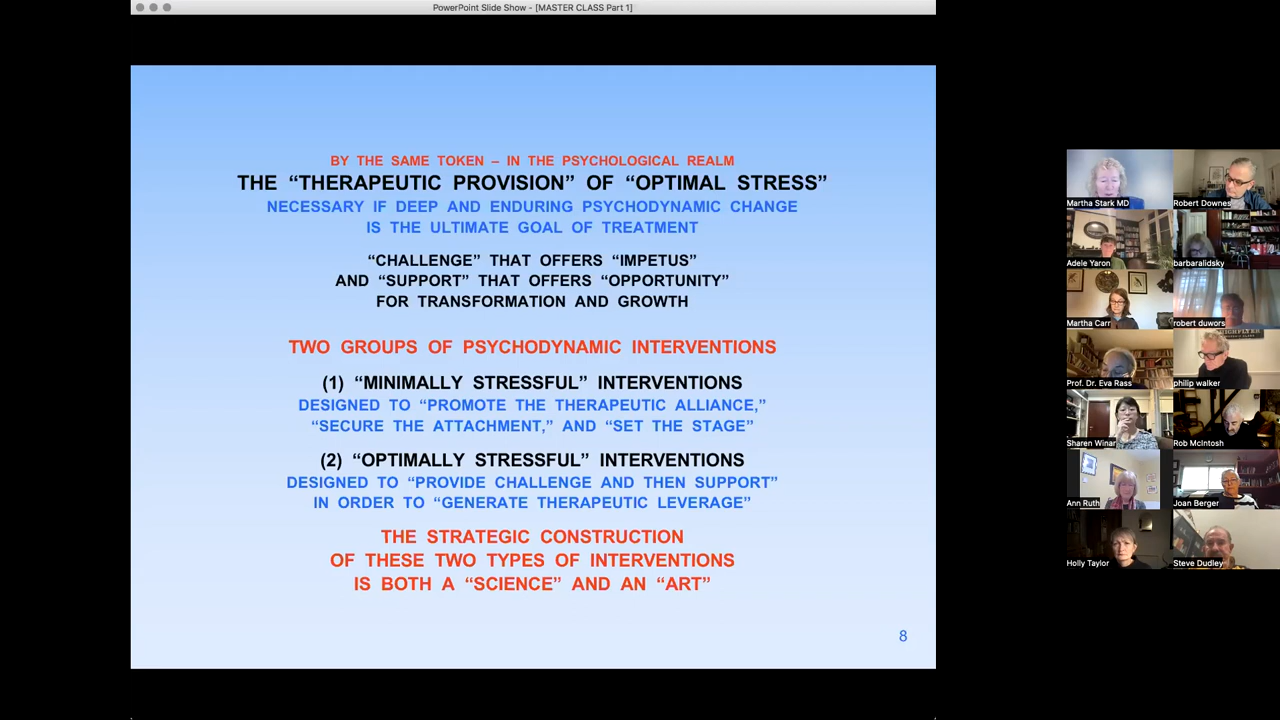 PowerPoint Slide Show - [MASTER CLASS Part 1]
BY THE SAME TOKEN – IN THE PSYCHOLOGICAL REALM
THE “THERAPEUTIC PROVISION” OF “OPTIMAL STRESS”
NECESSARY IF DEEP AND ENDURING PSYCHODYNAMIC CHANGE
IS THE ULTIMATE GOAL OF TREATMENT
“CHALLENGE” THAT OFFERS “IMPETUS”
AND “SUPPORT” THAT OFFERS “OPPORTUNITY”
FOR TRANSFORMATION AND GROWTH
TWO GROUPS OF PSYCHODYNAMIC INTERVENTIONS
(1) “MINIMALLY STRESSFUL” INTERVENTIONS
DESIGNED TO “PROMOTE THE THERAPEUTIC ALLIANCE,”
“SECURE THE ATTACHMENT,” AND “SET THE STAGE”
(2) “OPTIMALLY STRESSFUL” INTERVENTIONS
DESIGNED TO “PROVIDE CHALLENGE AND THEN SUPPORT”
IN ORDER TO “GENERATE THERAPEUTIC LEVERAGE”
THE STRATEGIC CONSTRUCTION
OF THESE TWO TYPES OF INTERVENTIONS
IS BOTH A “SCIENCE” AND AN “ART”
8
Martha Stark MD
Robert Downes
Adele Yaron
barbaralidsky
Martha Carr
robert duwors
Prof. Dr. Eva Rass
philip walker
Sharen Winar
Rob McIntosh
Ann Ruth
Joan Berger
Holly Taylor
Steve Dudley